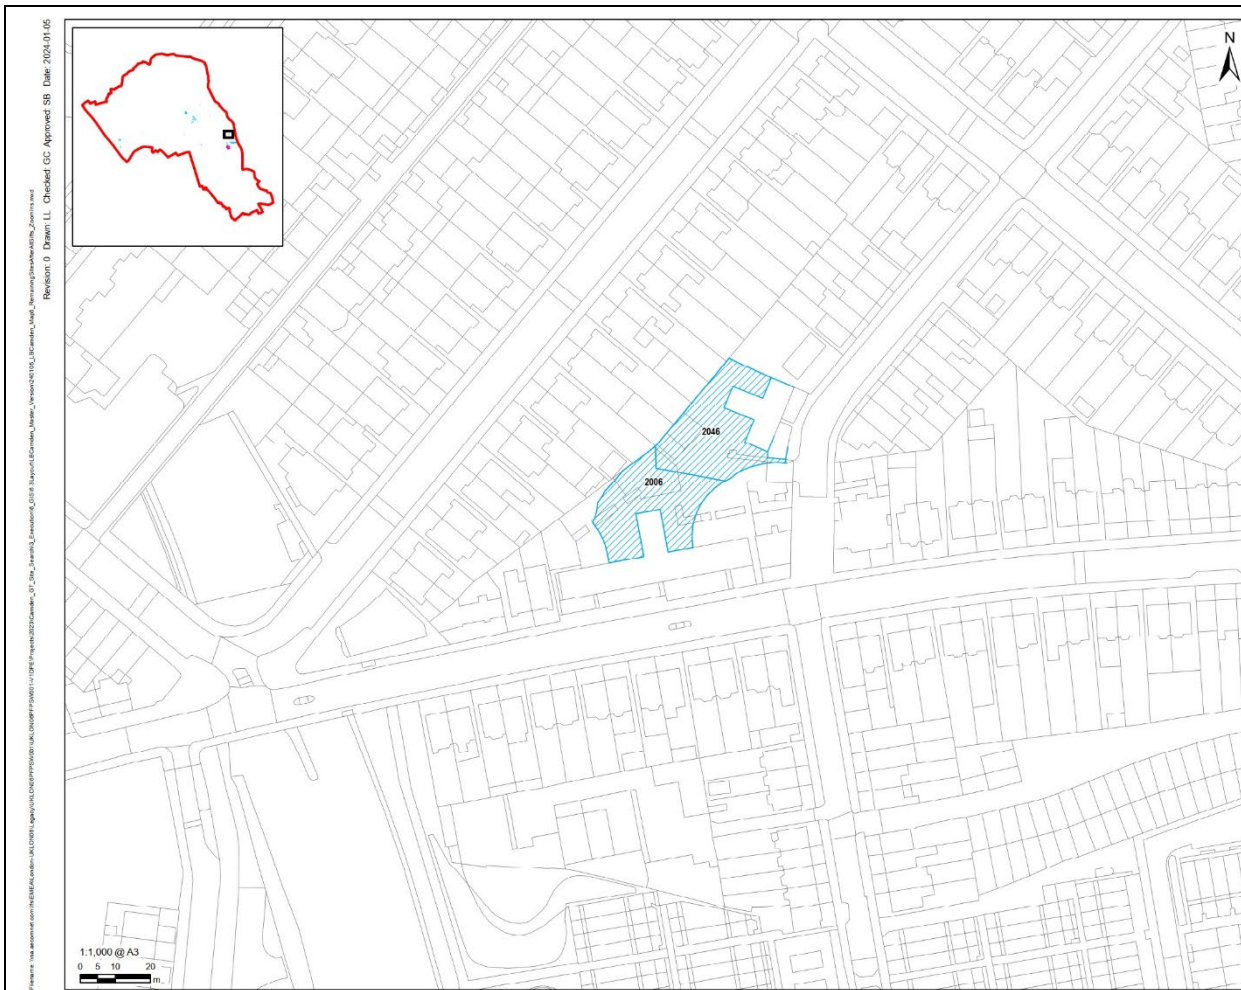 Revision: 0 Drawn: LL Checked: GC Approved: SB Date: 2024-01-05
N
2046
2006
1:1,000 @ A3
0 5 10 20
m